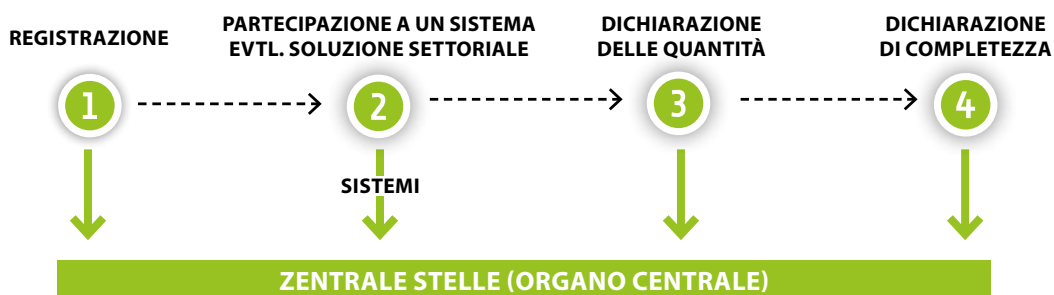 REGISTRAZIONE
PARTECIPAZIONE A UN SISTEMA
EVTL. SOLUZIONE SETTORIALE
DICHIARAZIONE
DELLE QUANTITÀ
DICHIARAZIONE
DI COMPLETEZZA
1
2
3
4
SISTEMI
ZENTRALE STELLE (ORGANO CENTRALE)